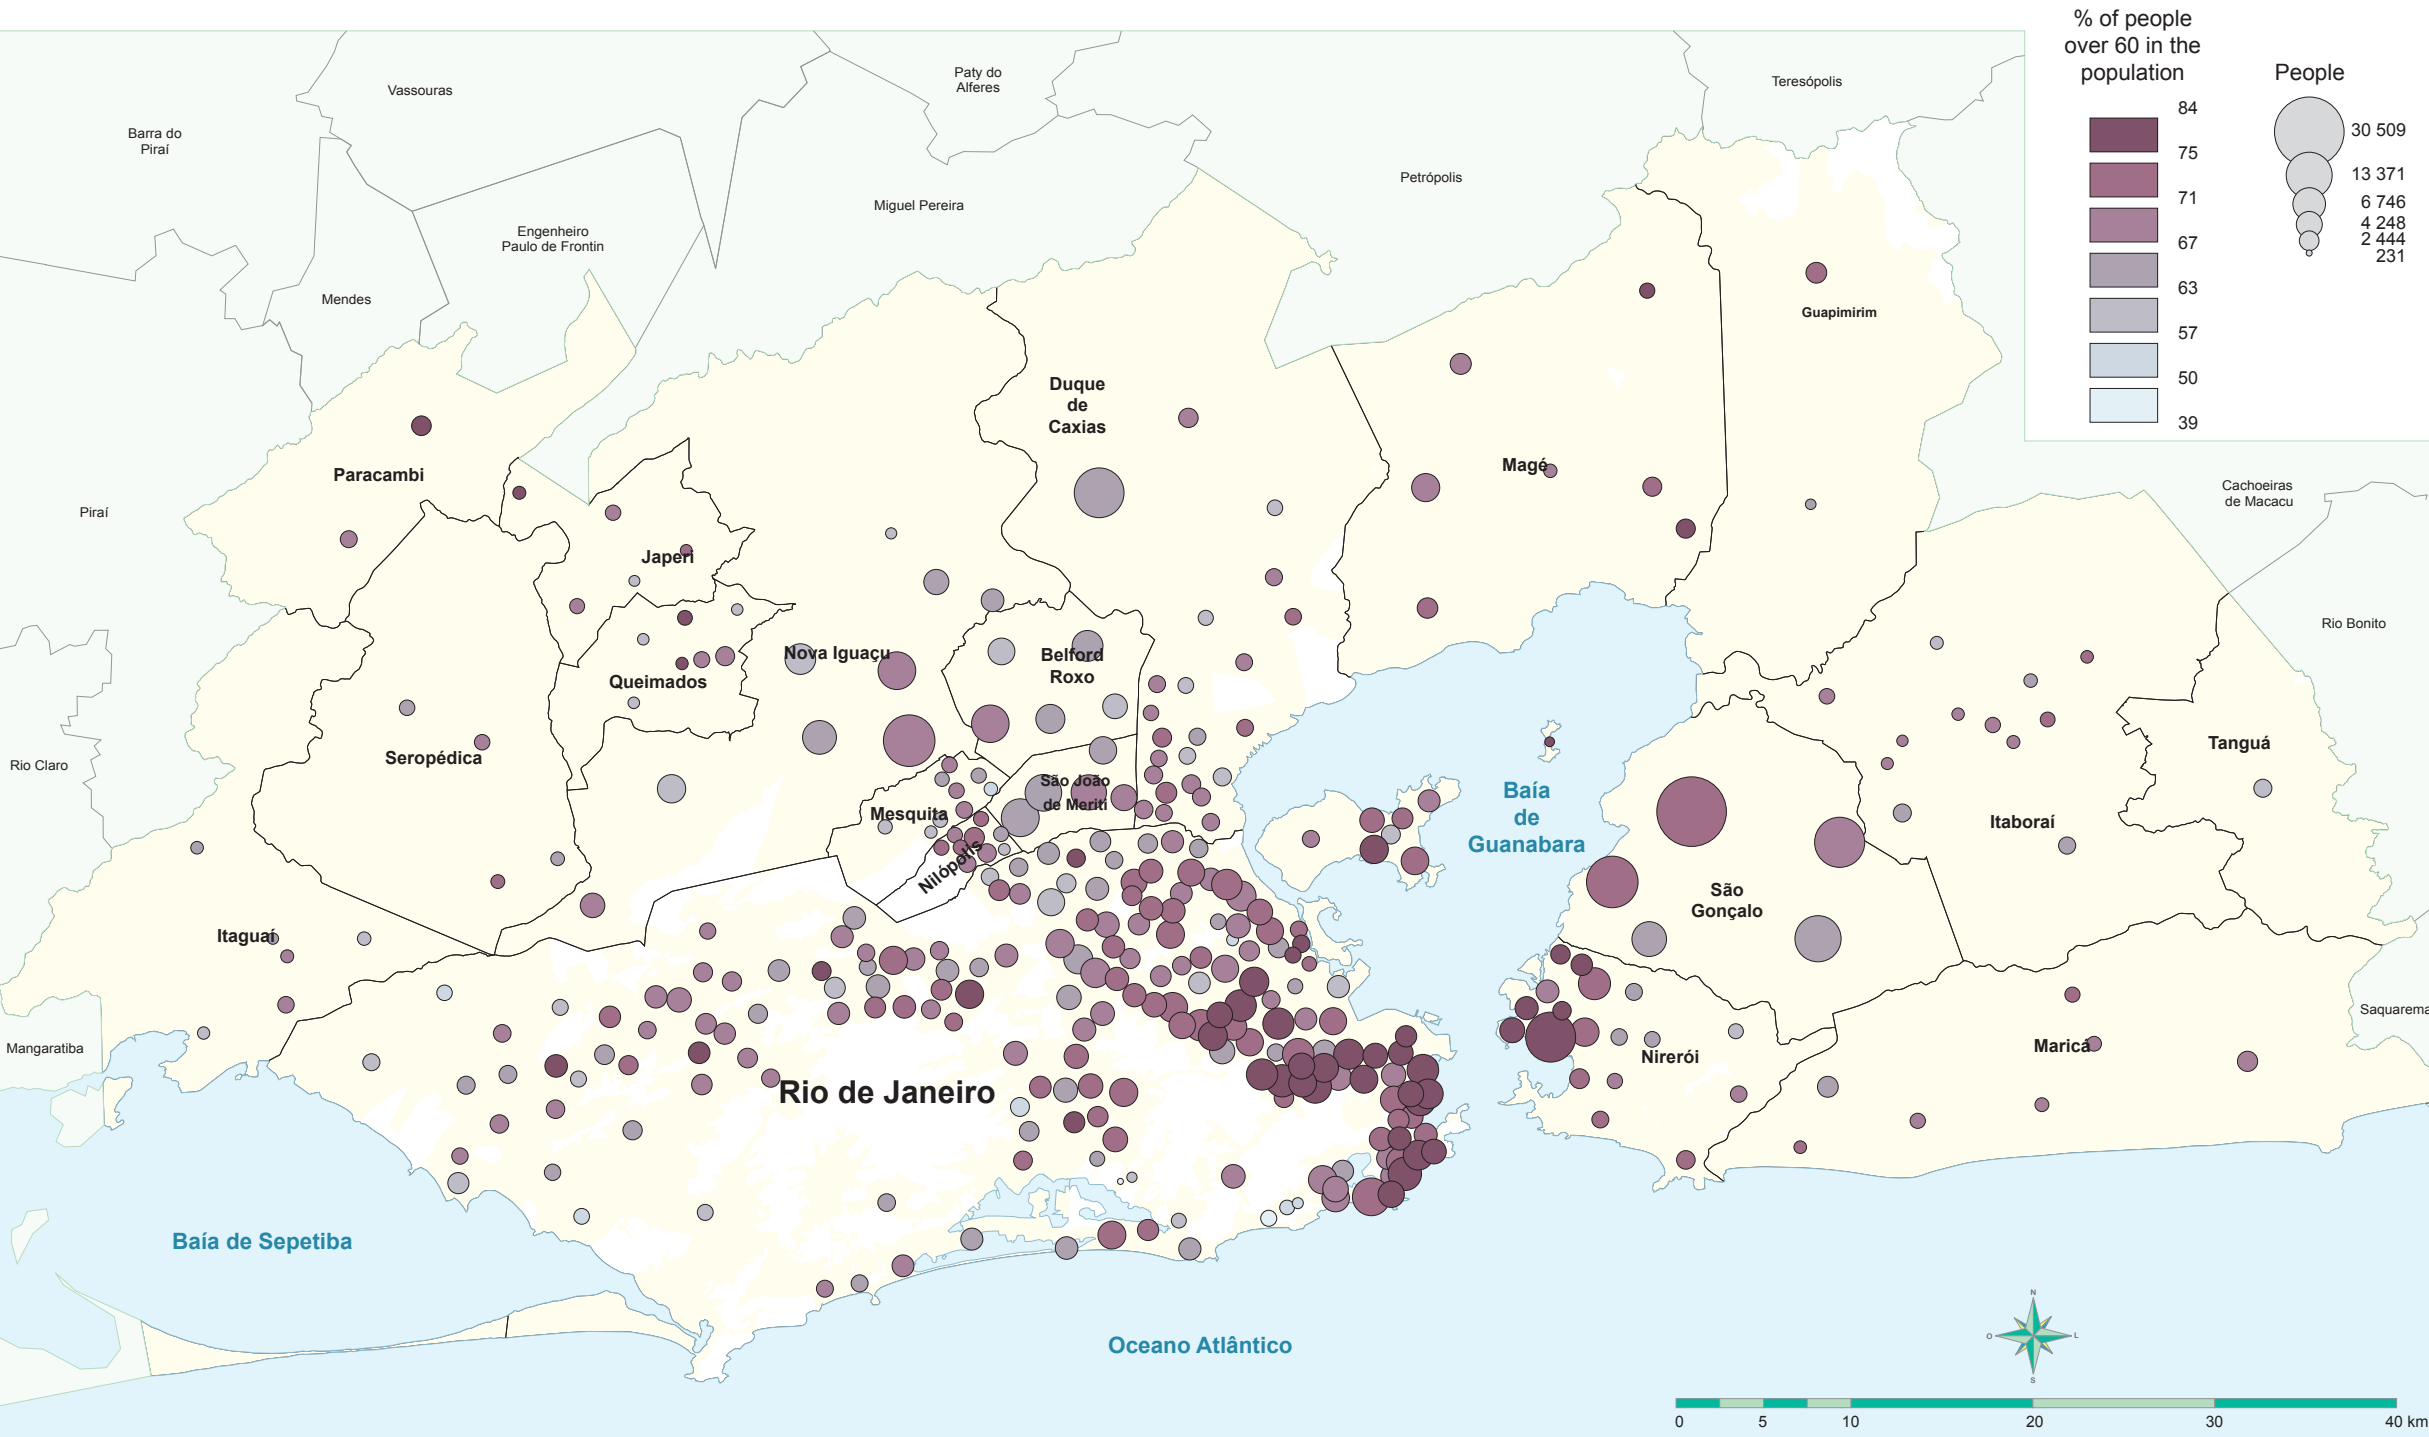 % of people
over 60 in the
population
People
84
75
71
67
63
57
50
39
30 509
13 371
6 746
4 248
2 444
231
Vassouras
Paty do
Alferes
Teresópolis
Barra do
Piraí
Petrópolis
Miguel Pereira
Engenheiro
Paulo de Frontin
Mendes
Guapimirim
Duque
de
Caxias
Paracambi
Magé
Cachoeiras
de Macacu
Piraí
Japeri
Rio Bonito
Nova Iguaçu
Belford
Roxo
Queimados
Seropédica
Tanguá
Rio Claro
São João
de Meriti
Baía
de
Guanabara
Mesquita
Itaboraí
Nilópolis
São
Gonçalo
Itaguaí
Saquarema
Mangaratiba
Nirerói
Maricá
Rio de Janeiro
Baía de Sepetiba
Oceano Atlântico
N
O
L
S
0
5
10
20
30
40 km